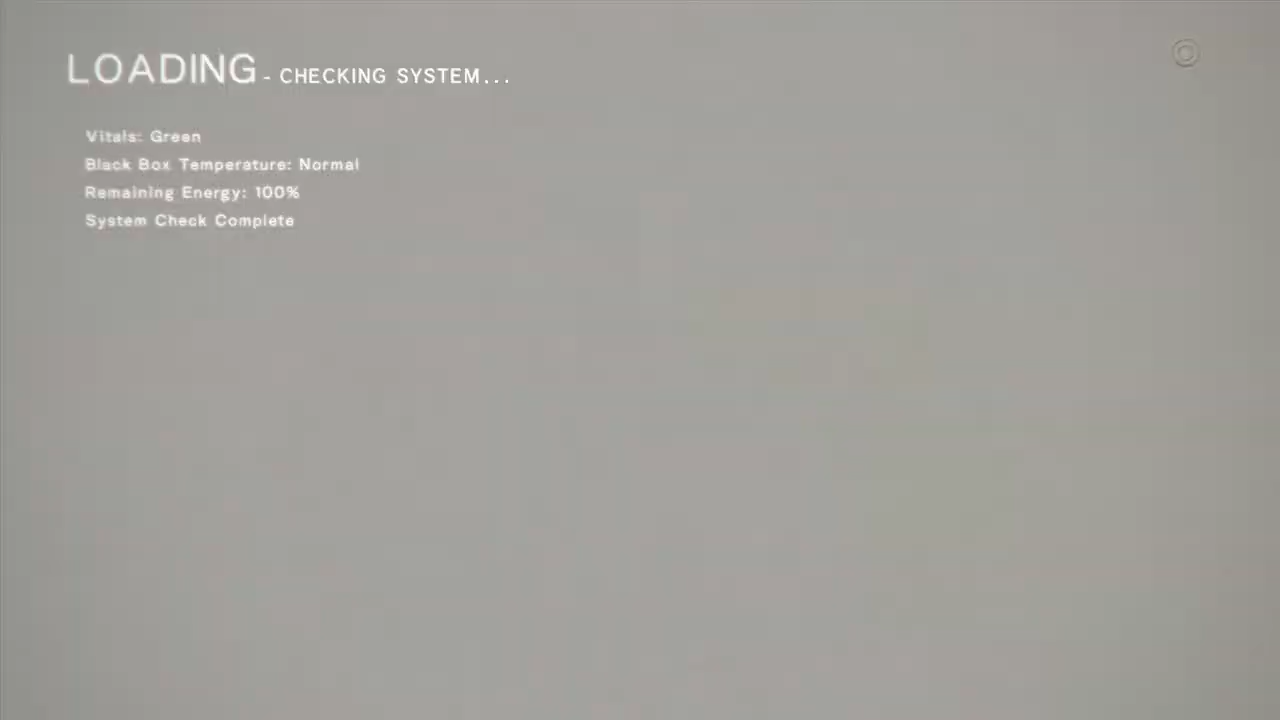 LOADING - CHECKING SYSTEM...
Vitals: Green
Black Box Temperature: Normal
Remaining Energy: 100%
System Check Complete